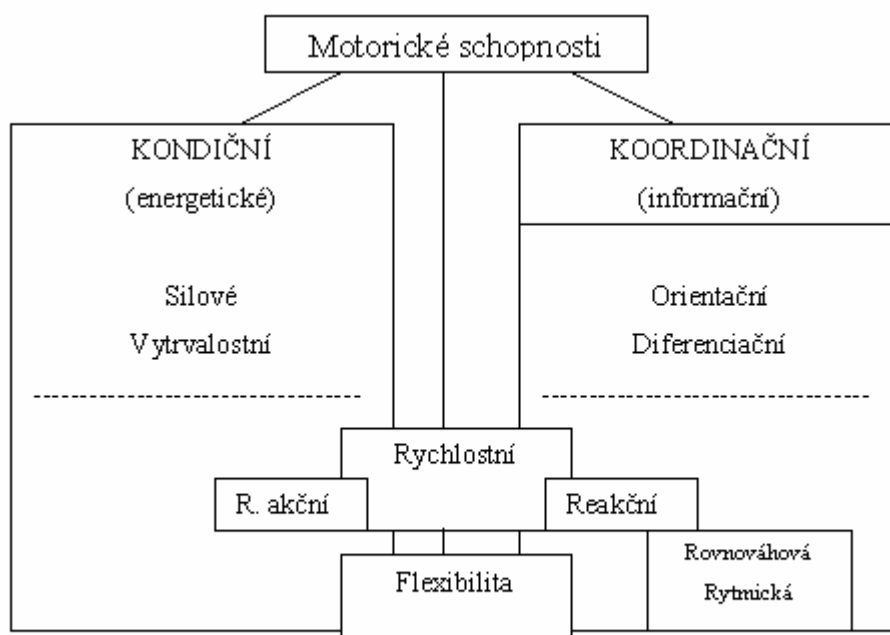 Motorické schopnosti
KONDIČNÍ
(energetické)
Silové
Vytrvalostní
KOORDINAČNÍ
(informační)
Orientační
Diferenciační
Rychlostní
R. akční
Reakční
Flexibilita
Rovnováhová
Rytmická